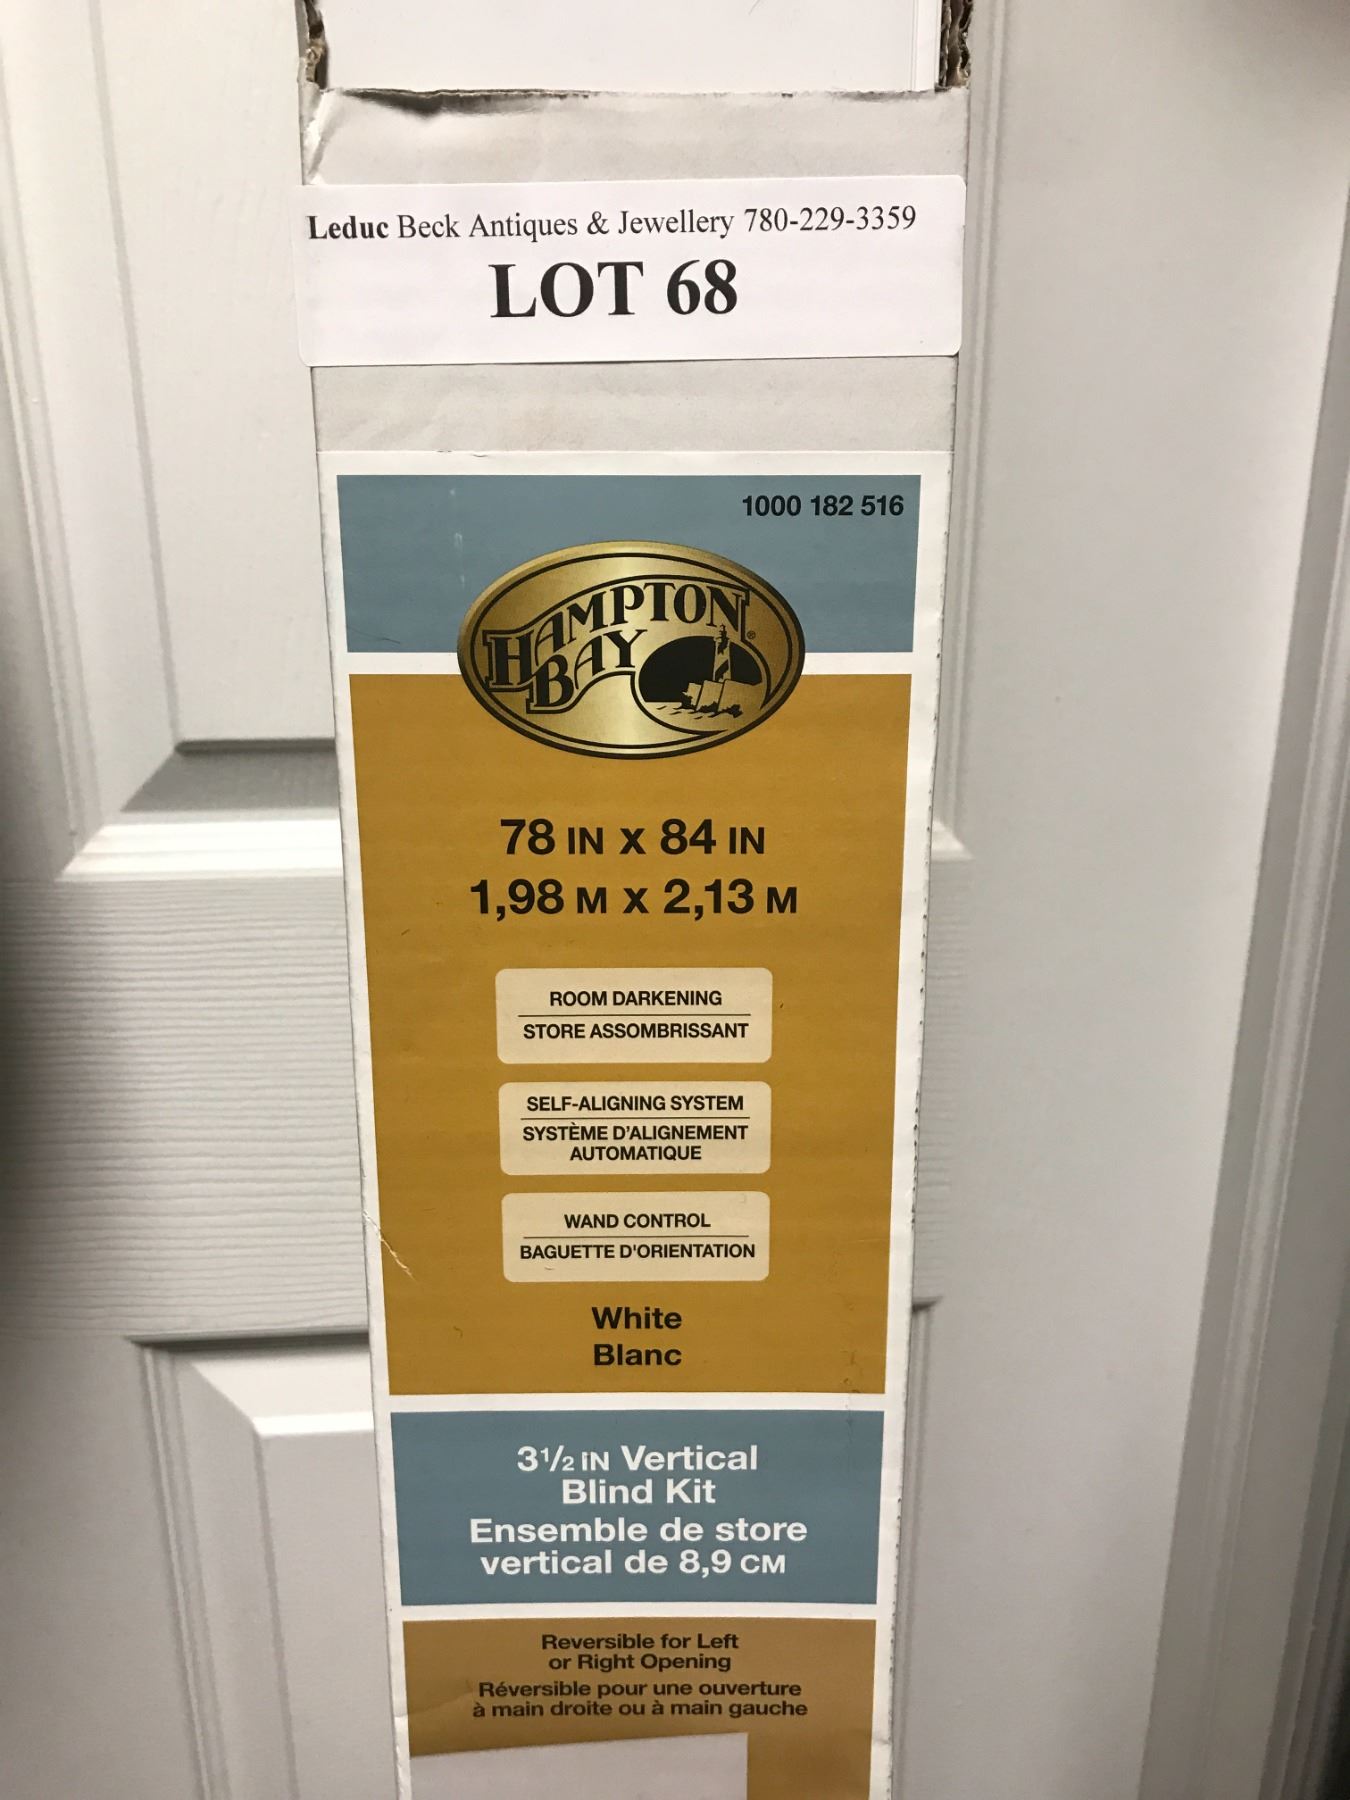 Leduc Beck Antiques & Jewellery 780-229-3359
LOT 68
1000 182 516
HAMPTON
BAY
®
78 IN x 84 IN
1,98 M x 2,13 M
ROOM DARKENING
STORE ASSOMBRISSANT
SELF-ALIGNING SYSTEM
SYSTÈME D'ALIGNEMENT
AUTOMATIQUE
WAND CONTROL
BAGUETTE D'ORIENTATION
White
Blanc
3½ IN Vertical
Blind Kit
Ensemble de store
vertical de 8,9 CM
Reversible for Left
or Right Opening
Réversible pour une ouverture
à main droite ou à main gauche